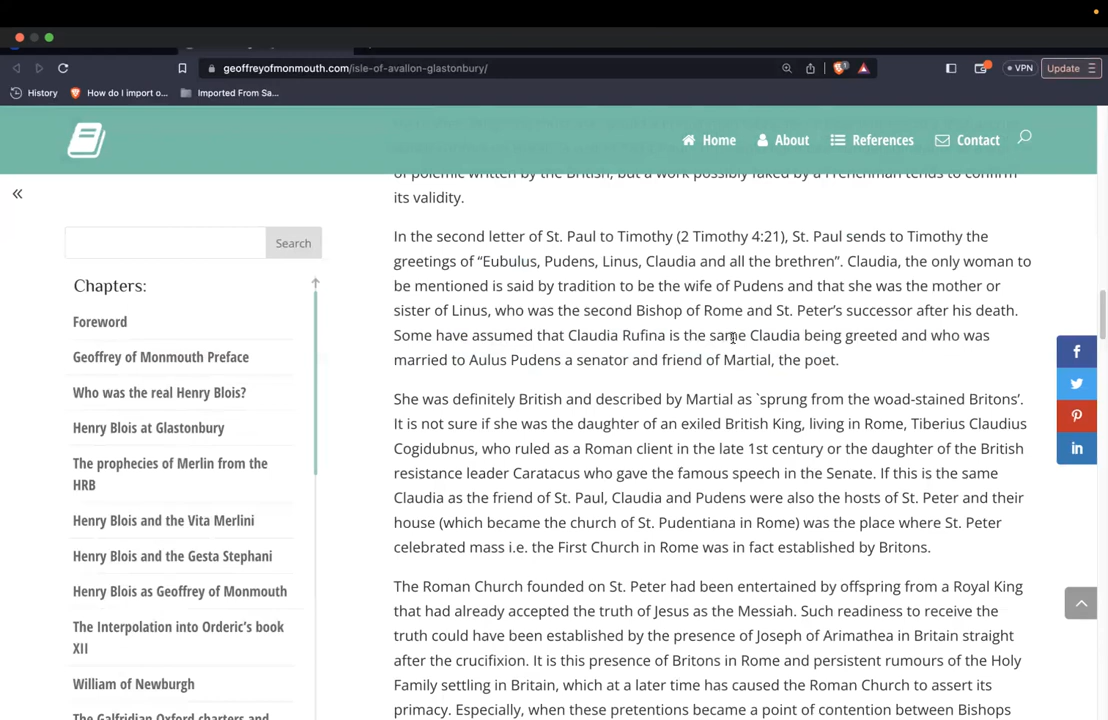 geoffreyofmonmouth.com/isle-of-avallon-glastonbury/
1
VPN
Update
History
How do I import o...
Imported From Sa...
Home
About
References
Contact
of polemic written by the British, but a work possibly faked by a Frenchman tends to confirm
its validity.
Search
Chapters:
Foreword
Geoffrey of Monmouth Preface
Who was the real Henry Blois?
Henry Blois at Glastonbury
The prophecies of Merlin from the
HRB
Henry Blois and the Vita Merlini
Henry Blois and the Gesta Stephani
Henry Blois as Geoffrey of Monmouth
The Interpolation into Orderic's book
XII
William of Newburgh
The Galfridian Oxford charters and
In the second letter of St. Paul to Timothy (2 Timothy 4:21), St. Paul sends to Timothy the
greetings of “Eubulus, Pudens, Linus, Claudia and all the brethren”. Claudia, the only woman to
be mentioned is said by tradition to be the wife of Pudens and that she was the mother or
sister of Linus, who was the second Bishop of Rome and St. Peter’s successor after his death.
Some have assumed that Claudia Rufina is the same Claudia being greeted and who was
married to Aulus Pudens a senator and friend of Martial, the poet.
She was definitely British and described by Martial as `sprung from the woad-stained Britons’.
It is not sure if she was the daughter of an exiled British King, living in Rome, Tiberius Claudius
Cogidubnus, who ruled as a Roman client in the late 1st century or the daughter of the British
resistance leader Caratacus who gave the famous speech in the Senate. If this is the same
Claudia as the friend of St. Paul, Claudia and Pudens were also the hosts of St. Peter and their
house (which became the church of St. Pudentiana in Rome) was the place where St. Peter
celebrated mass i.e. the First Church in Rome was in fact established by Britons.
The Roman Church founded on St. Peter had been entertained by offspring from a Royal King
that had already accepted the truth of Jesus as the Messiah. Such readiness to receive the
truth could have been established by the presence of Joseph of Arimathea in Britain straight
after the crucifixion. It is this presence of Britons in Rome and persistent rumours of the Holy
Family settling in Britain, which at a later time has caused the Roman Church to assert its
primacy. Especially, when these pretentions became a point of contention between Bishops